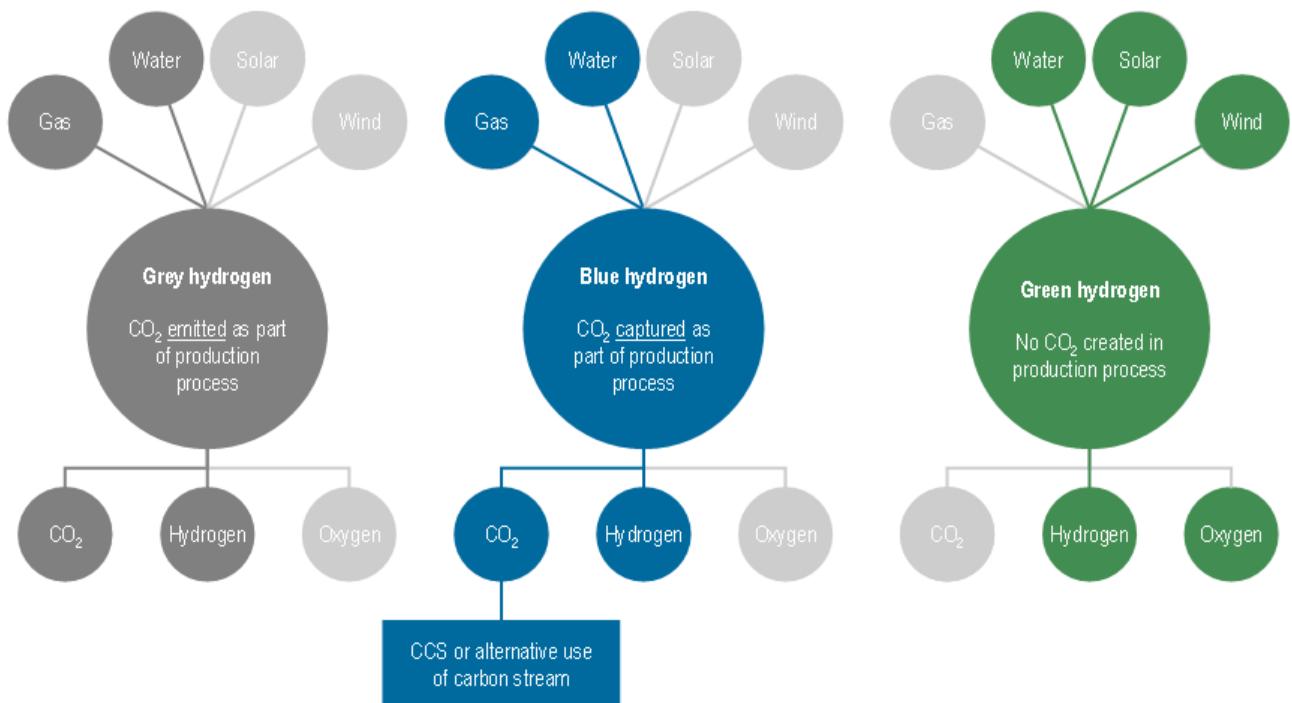 Gas
Water
Solar
Wind
Grey hydrogen
CO₂ emitted as part
of production
process
CO₂
Hydrogen
Oxygen
Gas
Water
Solar
Wind
Blue hydrogen
CO₂ captured as
part of production
process
CO₂
Hydrogen
Oxygen
CCS or alternative use
of carbon stream
Gas
Water
Solar
Wind
Green hydrogen
No CO₂ created in
production process
CO₂
Hydrogen
Oxygen